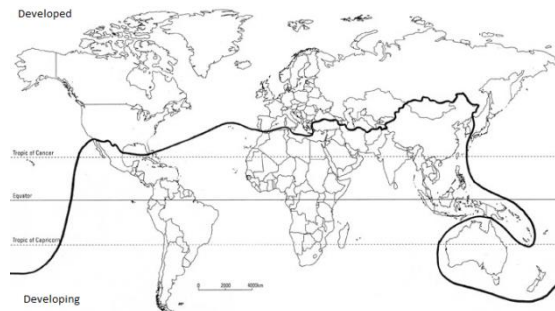 Developed
Tropic of Cancer
Equator
Tropic of Capricorn
0 2000 4000km
Developing